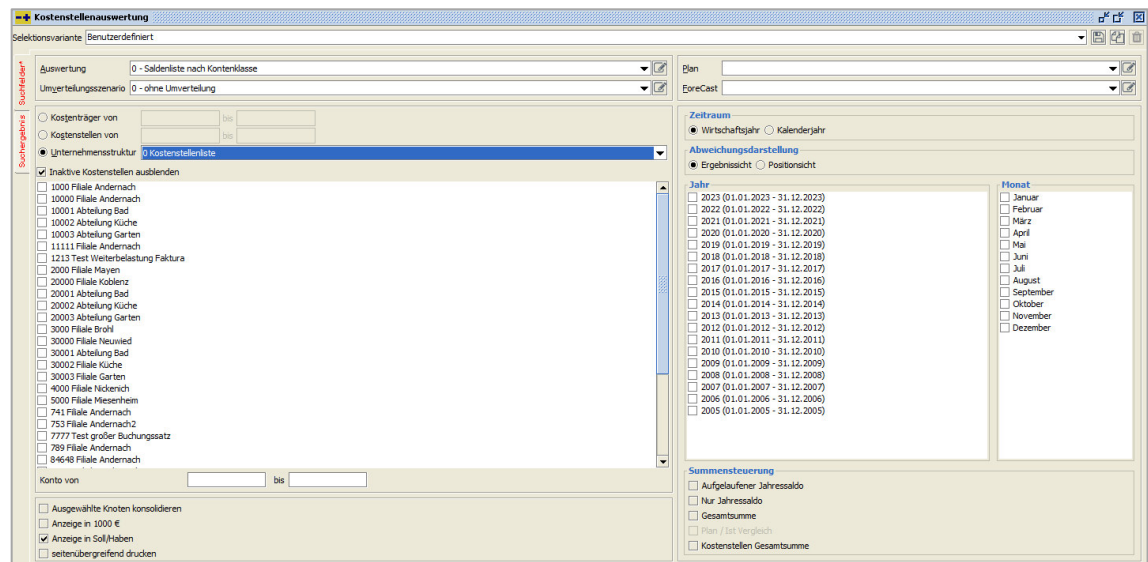 Kostenstellenauswertung
Selektionsvariante Benutzerdefiniert
Suchfelder*
Suchergebnis
Auswertung 0 - Saldenliste nach Kontenklasse
Umverteilungsszenario 0 - ohne Umverteilung
Plan
ForeCast
Kostenträger von bis
Kostenstellen von bis
Unternehmensstruktur 0 Kostenstellenliste
Inaktive Kostenstellen ausblenden
1000 Filiale Andernach
10000 Filiale Andernach
10001 Abteilung Bad
10002 Abteilung Küche
10003 Abteilung Garten
11111 Filiale Andernach
1213 Test Weiterbelastung Faktura
2000 Filiale Mayen
20000 Filiale Koblenz
20001 Abteilung Bad
20002 Abteilung Küche
20003 Abteilung Garten
3000 Filiale Brohl
30000 Filiale Neuwied
30001 Abteilung Bad
30002 Filiale Küche
30003 Filiale Garten
4000 Filiale Nickenich
5000 Filiale Miesenheim
741 Filiale Andernach
753 Filiale Andernach2
7777 Test großer Buchungssatz
789 Filiale Andernach
84648 Filiale Andernach
Konto von bis
Ausgewählte Knoten konsolidieren
Anzeige in 1000 €
Anzeige in Soll/Haben
seitenübergreifend drucken
Zeitraum
Wirtschaftsjahr Kalenderjahr
Abweichungsdarstellung
Ergebnissicht Positionsicht
Jahr
2023 (01.01.2023 - 31.12.2023)
2022 (01.01.2022 - 31.12.2022)
2021 (01.01.2021 - 31.12.2021)
2020 (01.01.2020 - 31.12.2020)
2019 (01.01.2019 - 31.12.2019)
2018 (01.01.2018 - 31.12.2018)
2017 (01.01.2017 - 31.12.2017)
2016 (01.01.2016 - 31.12.2016)
2015 (01.01.2015 - 31.12.2015)
2014 (01.01.2014 - 31.12.2014)
2013 (01.01.2013 - 31.12.2013)
2012 (01.01.2012 - 31.12.2012)
2011 (01.01.2011 - 31.12.2011)
2010 (01.01.2010 - 31.12.2010)
2009 (01.01.2009 - 31.12.2009)
2008 (01.01.2008 - 31.12.2008)
2007 (01.01.2007 - 31.12.2007)
2006 (01.01.2006 - 31.12.2006)
2005 (01.01.2005 - 31.12.2005)
Monat
Januar
Februar
März
April
Mai
Juni
Juli
August
September
Oktober
November
Dezember
Summensteuerung
Aufgelaufener Jahressaldo
Nur Jahressaldo
Gesamtsumme
Plan / Ist Vergleich
Kostenstellen Gesamtsumme